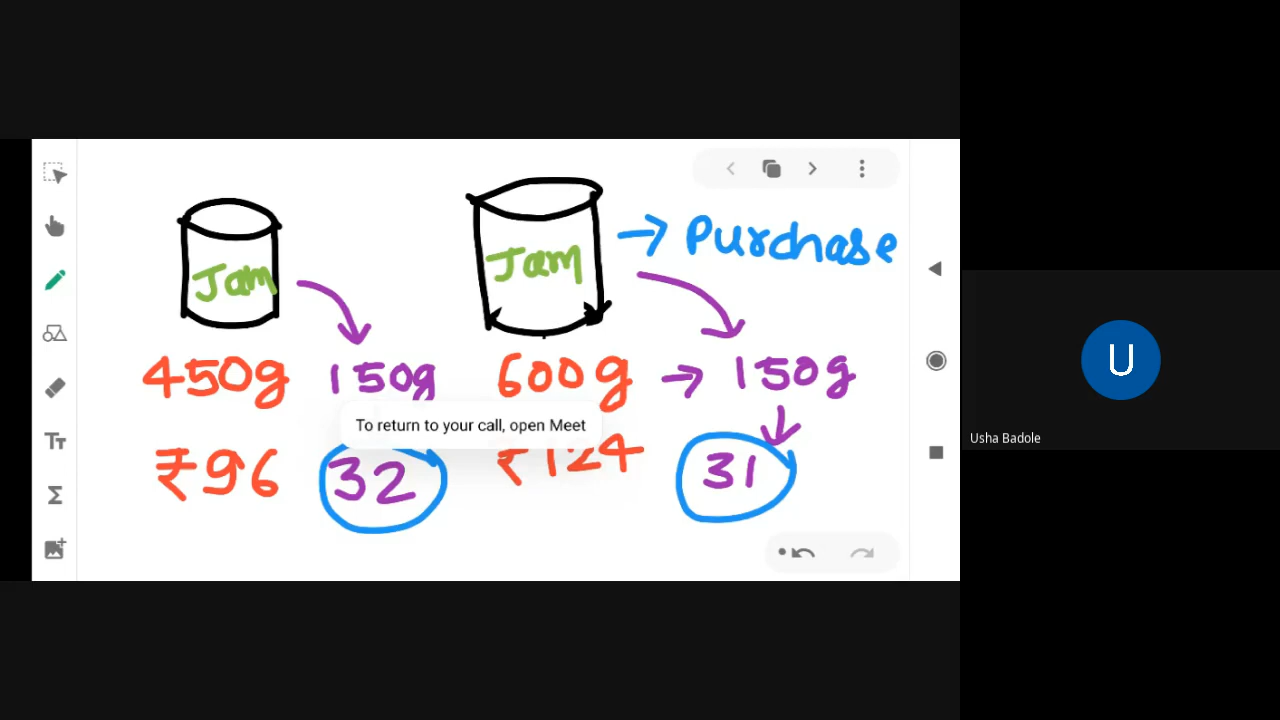 Jam Jam → Purchase
450g 150g 600g → 150g
To return to your call, open Meet
₹96 32 ₹124 31
Tт
Σ
U
Usha Badole